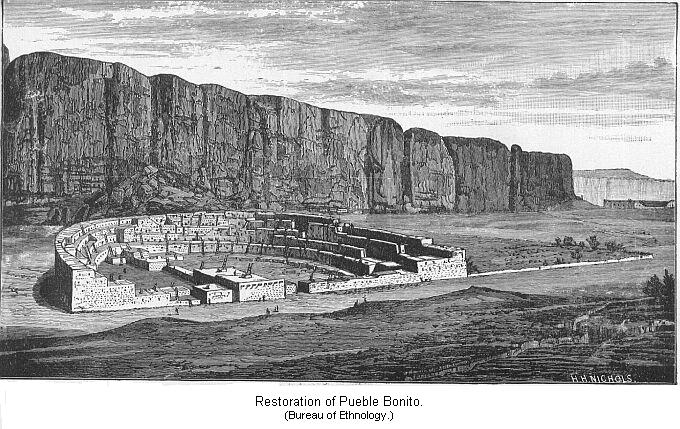 H.H.NICHOLS.
Restoration of Pueble Bonito.
(Bureau of Ethnology.)